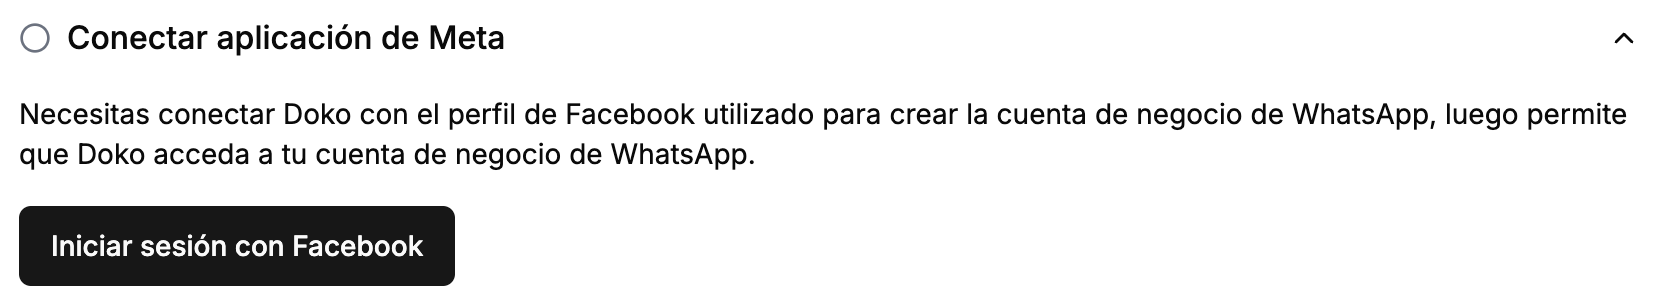 Conectar aplicación de Meta
Necesitas conectar Doko con el perfil de Facebook utilizado para crear la cuenta de negocio de WhatsApp, luego permite
que Doko acceda a tu cuenta de negocio de WhatsApp.
Iniciar sesión con Facebook